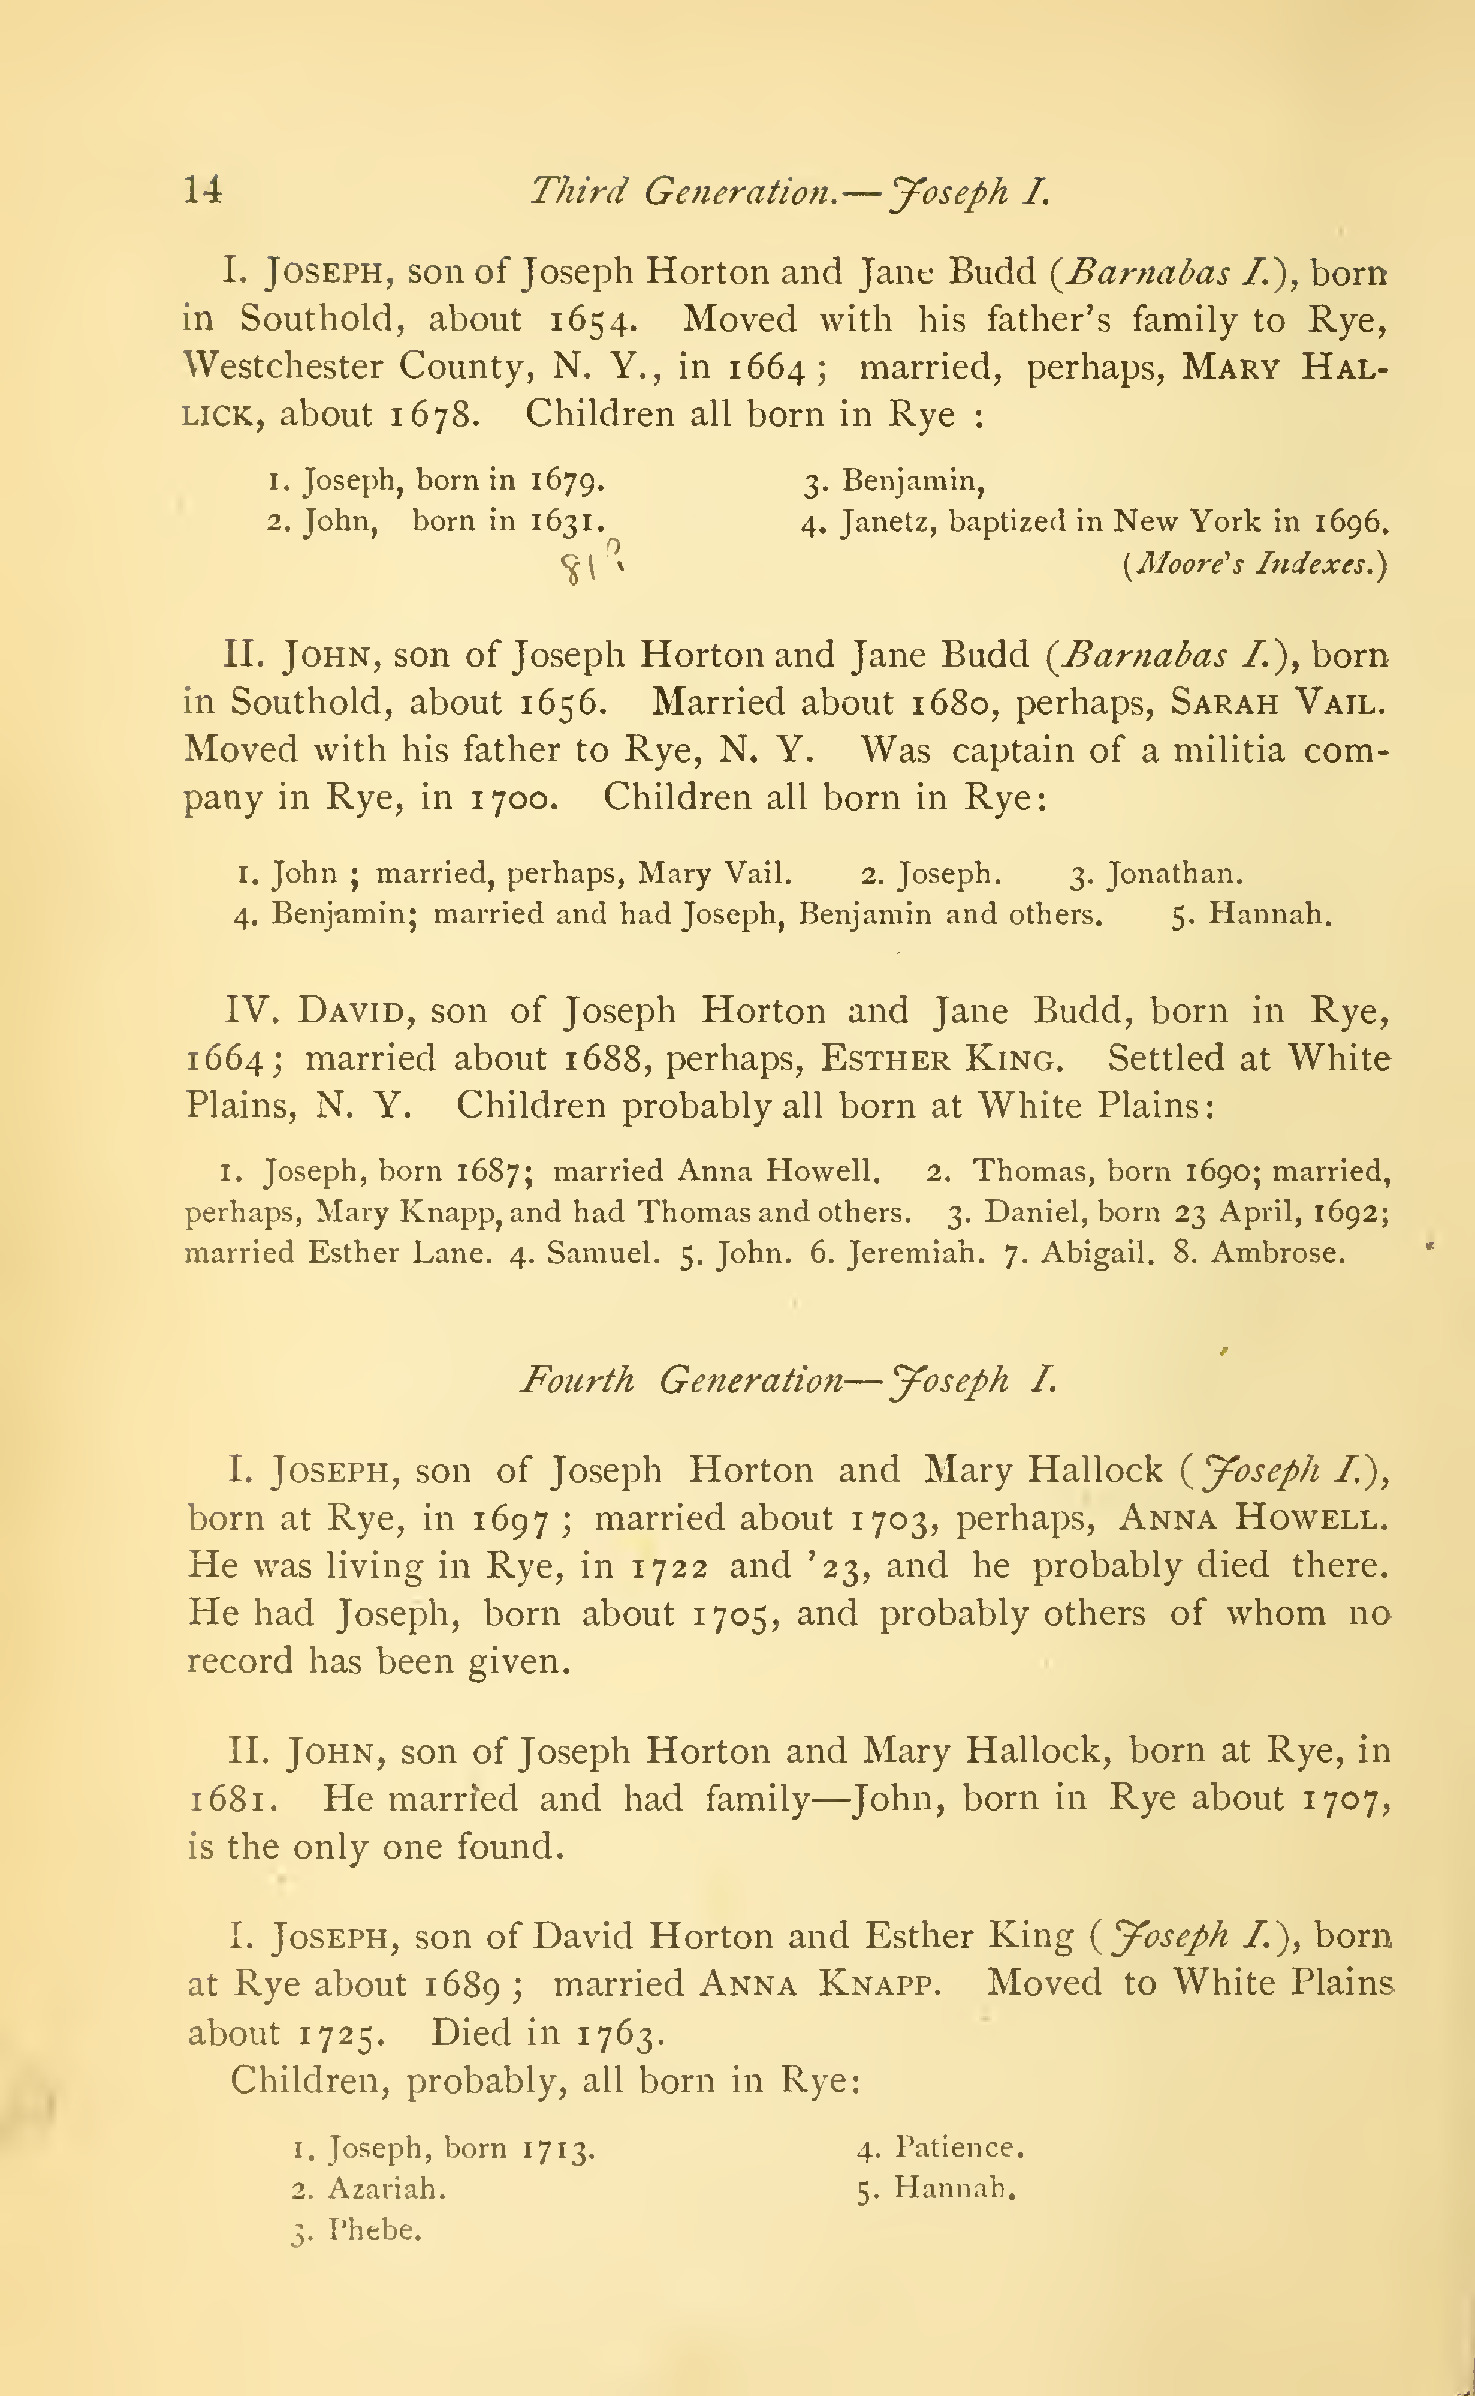 14 Third Generation.—Joseph I.
I. JOSEPH, son of Joseph Horton and Jane Budd (Barnabas I.), born
in Southold, about 1654. Moved with his father's family to Rye,
Westchester County, N. Y., in 1664 ; married, perhaps, MARY HAL-
LICK, about 1678. Children all born in Rye :
1. Joseph, born in 1679. 3. Benjamin,
2. John, born in 1631. 4. Janetz, baptized in New York in 1696.
81? (Moore's Indexes.)
II. JOHN, son of Joseph Horton and Jane Budd (Barnabas I.), born
in Southold, about 1656. Married about 1680, perhaps, SARAH VAIL.
Moved with his father to Rye, N. Y. Was captain of a militia com-
pany in Rye, in 1700. Children all born in Rye:
1. John ; married, perhaps, Mary Vail. 2. Joseph. 3. Jonathan.
4. Benjamin; married and had Joseph, Benjamin and others. 5. Hannah.
IV. DAVID, son of Joseph Horton and Jane Budd, born in Rye,
1664; married about 1688, perhaps, ESTHER KING. Settled at White
Plains, N. Y. Children probably all born at White Plains:
1. Joseph, born 1687; married Anna Howell. 2. Thomas, born 1690; married,
perhaps, Mary Knapp, and had Thomas and others. 3. Daniel, born 23 April, 1692;
married Esther Lane. 4. Samuel. 5. John. 6. Jeremiah. 7. Abigail. 8. Ambrose.
Fourth Generation—Joseph I.
I. JOSEPH, son of Joseph Horton and Mary Hallock (Joseph I.),
born at Rye, in 1697 ; married about 1703, perhaps, ANNA HOWELL.
He was living in Rye, in 1722 and '23, and he probably died there.
He had Joseph, born about 1705, and probably others of whom no
record has been given.
II. JOHN, son of Joseph Horton and Mary Hallock, born at Rye, in
1681. He married and had family—John, born in Rye about 1707,
is the only one found.
I. JOSEPH, son of David Horton and Esther King (Joseph I.), born
at Rye about 1689 ; married ANNA KNAPP. Moved to White Plains
about 1725. Died in 1763.
Children, probably, all born in Rye:
1. Joseph, born 1713. 4. Patience.
2. Azariah. 5. Hannah.
3. Phebe.